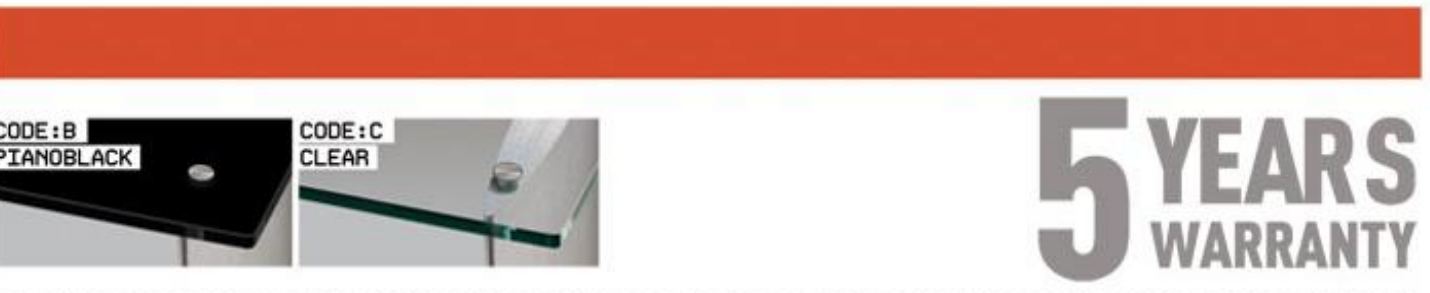 CODE:B
PIANOBLACK
CODE:C
CLEAR
5 YEARS
WARRANTY